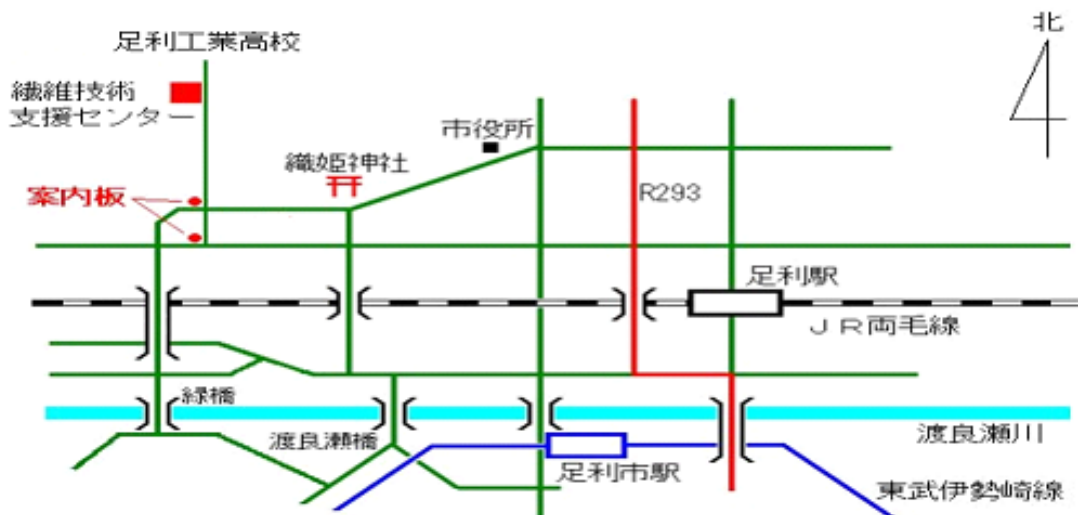 北
足利工業高校
繊維技術
支援センター
市役所
織姫神社
案内板
R293
足利駅
ＪＲ両毛線
緑橋
渡良瀬橋
渡良瀬川
足利市駅
東武伊勢崎線